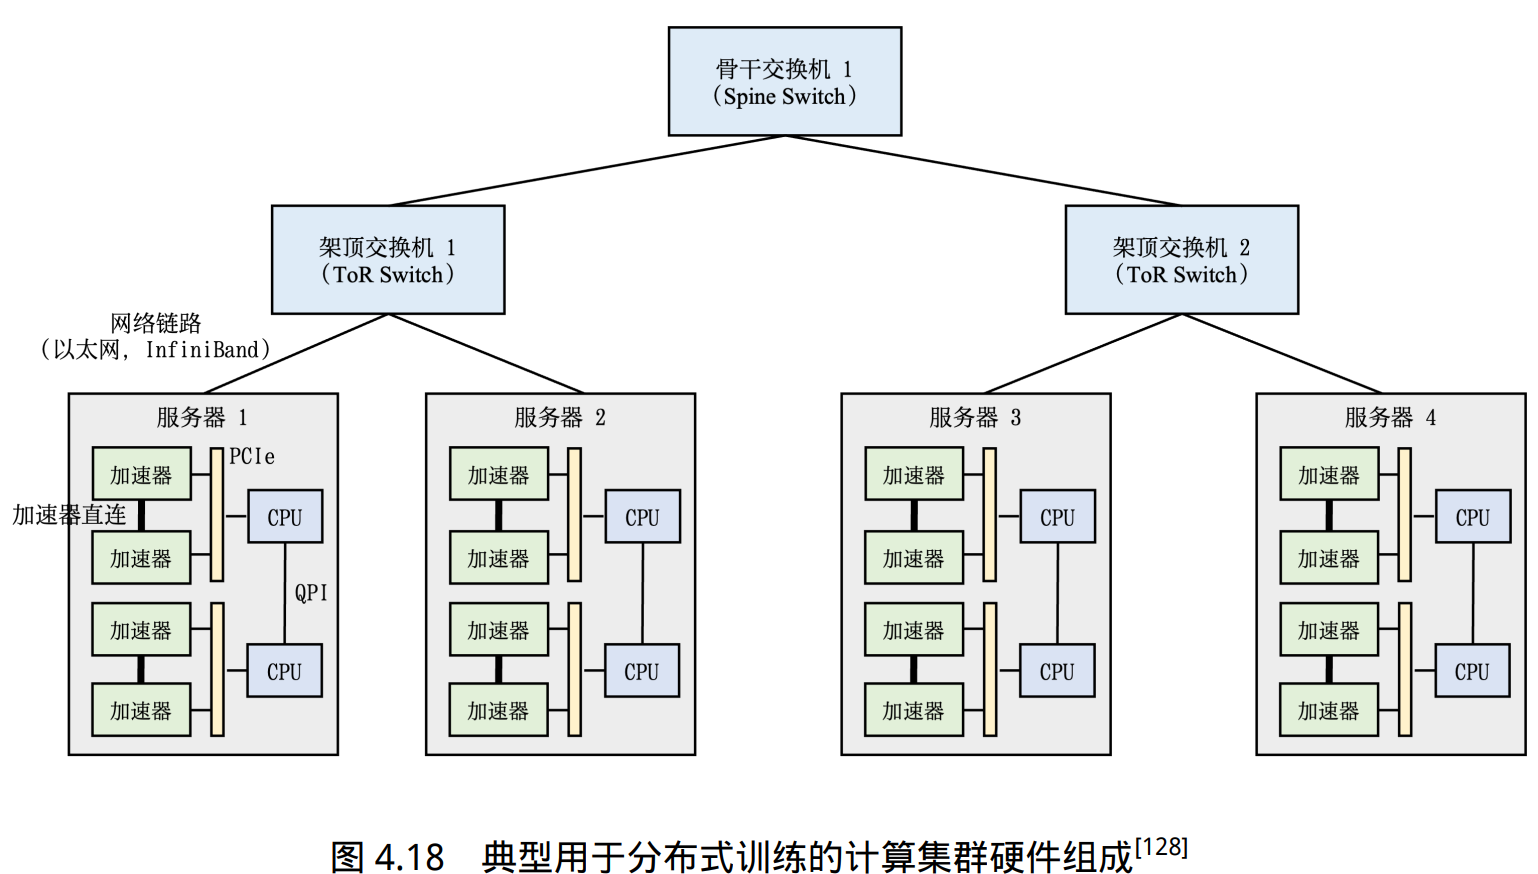 骨干交换机 1
（Spine Switch）
架顶交换机 1
（ToR Switch）
架顶交换机 2
（ToR Switch）
网络链路
（以太网，InfiniBand）
服务器 1
加速器
PCIe
加速器直连
CPU
加速器
QPI
加速器
CPU
加速器
服务器 2
加速器
CPU
加速器
加速器
CPU
加速器
服务器 3
加速器
CPU
加速器
加速器
CPU
加速器
服务器 4
加速器
CPU
加速器
加速器
CPU
加速器
图 4.18 典型用于分布式训练的计算集群硬件组成[128]